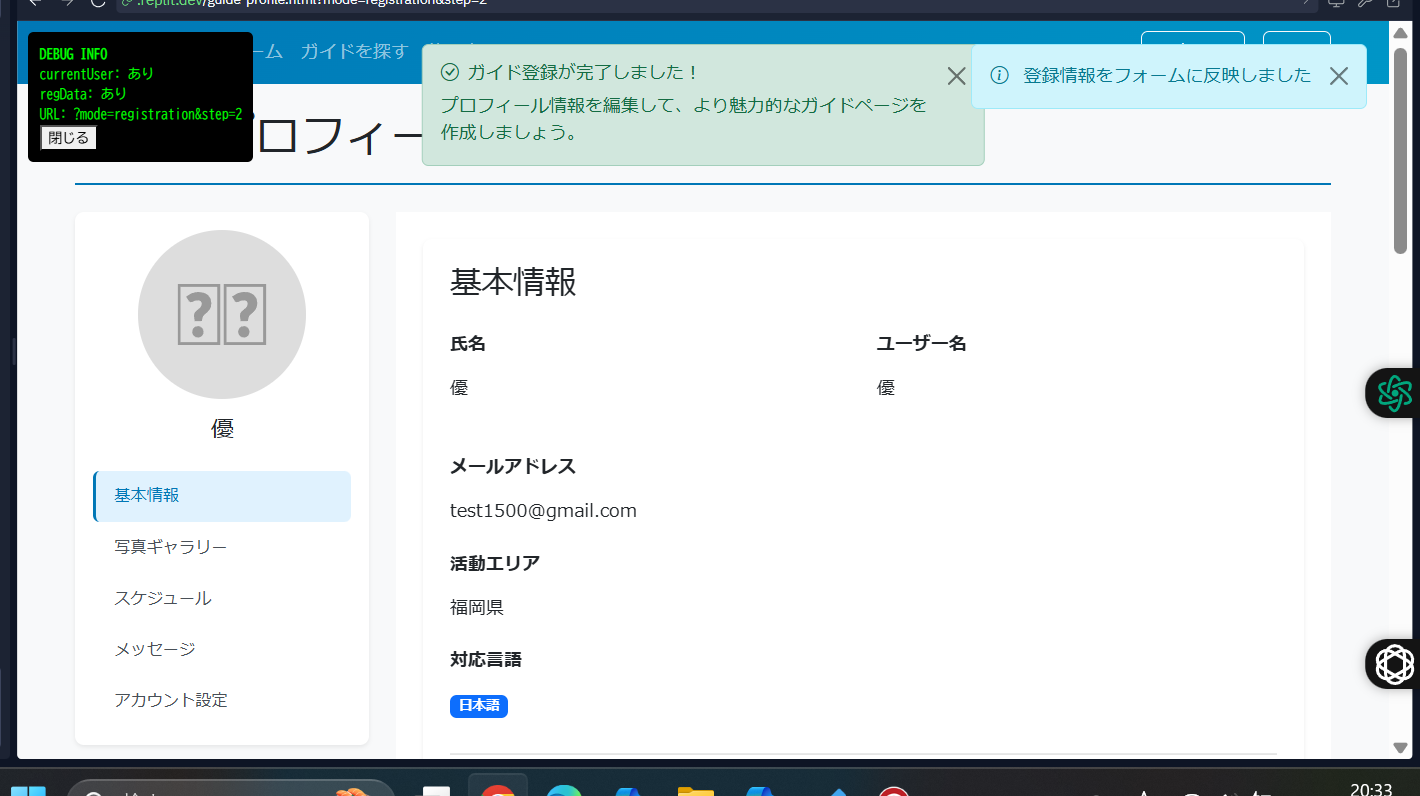 .replit.dev/guide-profile.html?mode=registration&step=2
DEBUG INFO
currentUser: あり
regData: あり
URL: ?mode=registration&step=2
閉じる
ーム ガイドを探す
ガイド登録が完了しました！
プロフィール情報を編集して、より魅力的なガイドページを
作成しましょう。
登録情報をフォームに反映しました
ロフィー
優
基本情報
写真ギャラリー
スケジュール
メッセージ
アカウント設定
基本情報
氏名
優
ユーザー名
優
メールアドレス
test1500@gmail.com
活動エリア
福岡県
対応言語
日本語
20:33